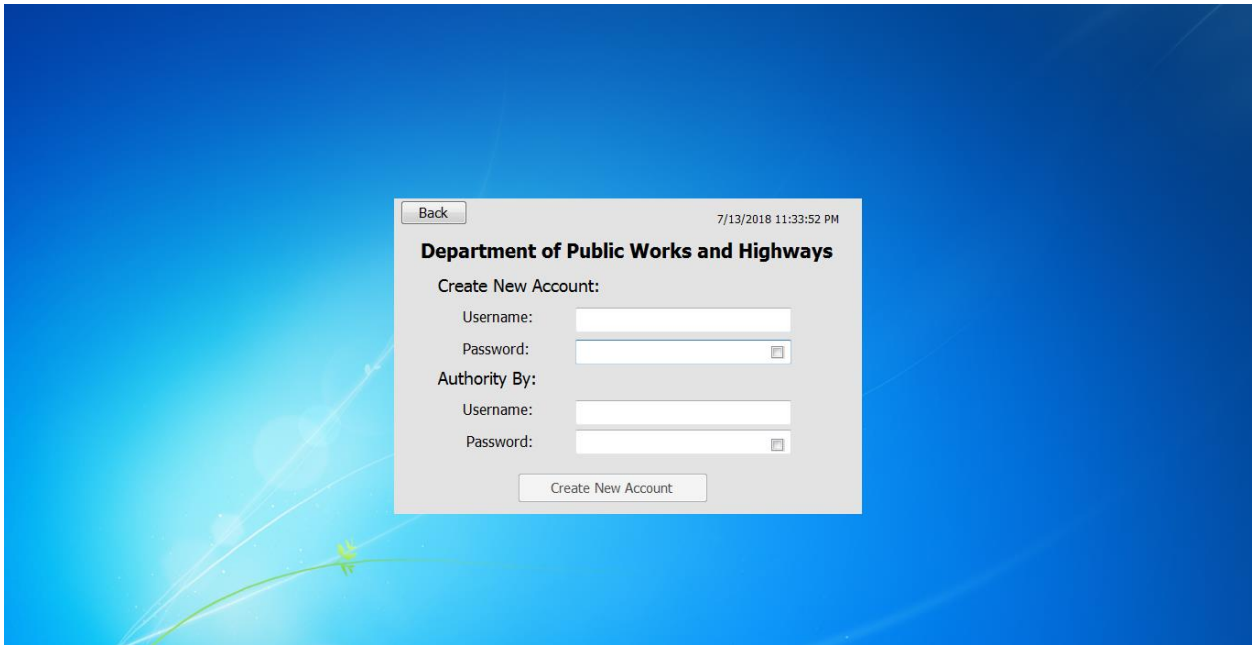 Back
7/13/2018 11:33:52 PM
Department of Public Works and Highways
Create New Account:
Username:
Password:
Authority By:
Username:
Password:
Create New Account